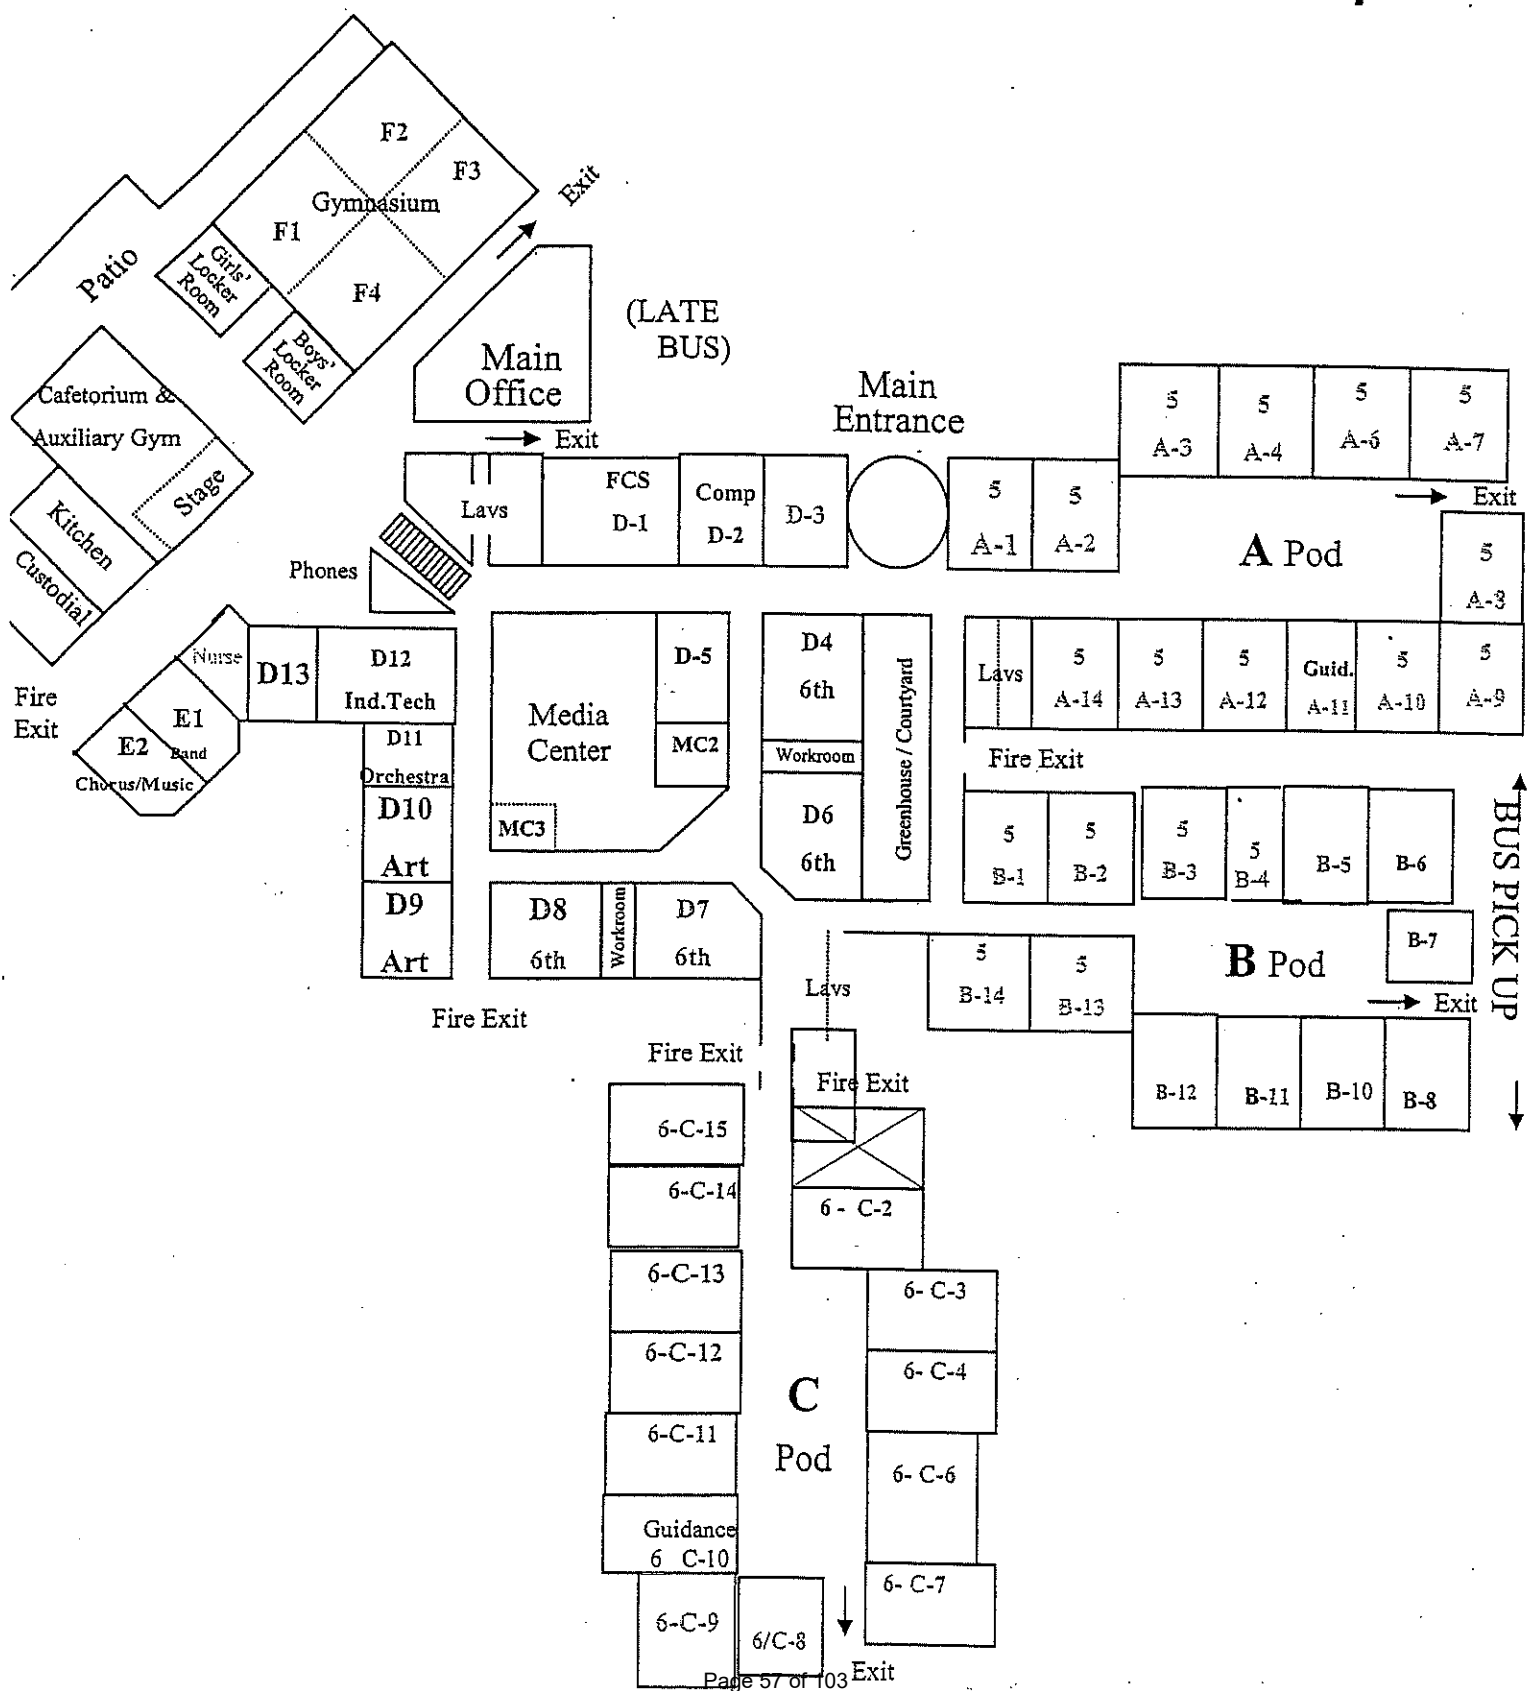 F2
F3
Exit
Gymnasium
F1
Girls'
Locker
Room
F4
Patio
Boys'
Locker
Room
(LATE
BUS)
Main
Office
Exit
Main
Entrance
Cafetorium &
Auxiliary Gym
Stage
Kitchen
Custodial
Fire
Exit
5
A-3
5
A-4
5
A-6
5
A-7
Exit
Lavs
FCS
D-1
Comp
D-2
D-3
5
A-1
5
A-2
A Pod
5
A-8
Phones
Nurse
D13
D12
Ind.Tech
E1
Band
E2
Chorus/Music
D11
Orchestra
D10
Art
D9
Art
Media
Center
D-5
MC2
MC3
D4
6th
Workroom
D6
6th
Greenhouse / Courtyard
Lavs
5
A-14
5
A-13
5
A-12
Guid.
A-11
5
A-10
5
A-9
Fire Exit
5
B-1
5
B-2
5
B-3
5
B-4
B-5
B-6
BUS PICK UP
B-7
D8
6th
Workroom
D7
6th
Lavs
5
B-14
5
B-13
B Pod
Exit
Fire Exit
Fire Exit
Fire Exit
B-12
B-11
B-10
B-8
6-C-15
6-C-14
6 - C-2
6-C-13
6- C-3
6-C-12
6- C-4
C
Pod
6-C-11
6- C-6
Guidance
6 C-10
6- C-7
6-C-9
6/C-8
Exit
Page 57 of 103